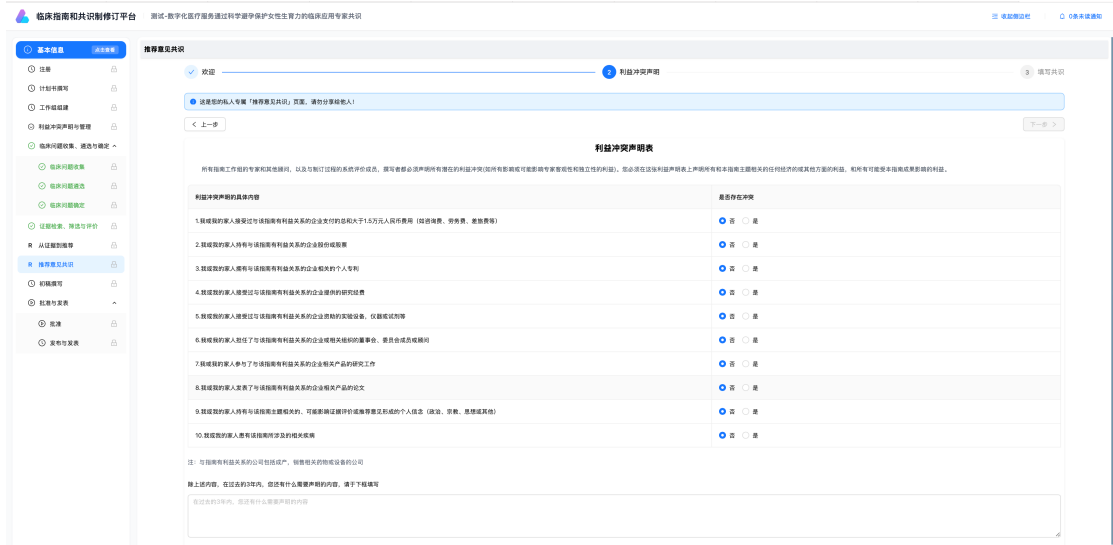 临床指南和共识制修订平台 测试-数字化医疗服务通过科学避孕保护女性生育力的临床应用专家共识 收起侧边栏 0条未读通知
基本信息 点击查看
注册
计划书撰写
工作组组建
利益冲突声明与管理
临床问题收集、遴选与确定
临床问题收集
临床问题遴选
临床问题确定
证据检索、筛选与评价
R 从证据到推荐
R 推荐意见共识
初稿撰写
批准与发表
批准
发布与发表
推荐意见共识
欢迎 2 利益冲突声明 3 填写共识
这是您的私人专属「推荐意见共识」页面，请勿分享给他人！
< 上一步 下一步 >
利益冲突声明表
所有指南工作组的专家和其他顾问，以及与制订过程的系统评价成员，撰写者都必须声明所有潜在的利益冲突(如所有影响或可能影响专家客观性和独立性的利益)。您必须在这张利益声明表上声明所有和本指南主题相关的任何经济的或其他方面的利益，和所有可能受本指南成果影响的利益。
利益冲突声明的具体内容 是否存在冲突
1.我或我的家人接受过与该指南有利益关系的企业支付的总和大于1.5万元人民币费用（如咨询费、劳务费、差旅费等） 否 是
2.我或我的家人持有与该指南有利益关系的企业股份或股票 否 是
3.我或我的家人拥有与该指南有利益关系的企业相关的个人专利 否 是
4.我或我的家人接受过与该指南有利益关系的企业提供的研究经费 否 是
5.我或我的家人接受过与该指南有利益关系的企业资助的实验设备、仪器或试剂等 否 是
6.我或我的家人担任了与该指南有利益关系的企业或相关组织的董事会、委员会成员或顾问 否 是
7.我或我的家人参与了与该指南有利益关系的企业相关产品的研究工作 否 是
8.我或我的家人发表了与该指南有利益关系的企业相关产品的论文 否 是
9.我或我的家人持有与该指南主题相关的、可能影响证据评价或推荐意见形成的个人信念（政治、宗教、思想或其他） 否 是
10.我或我的家人患有该指南所涉及的相关疾病 否 是
注：与指南有利益关系的公司包括成产，销售相关药物或设备的公司
除上述内容，在过去的3年内，您还有什么需要声明的内容，请于下框填写
在过去的3年内，您还有什么需要声明的内容